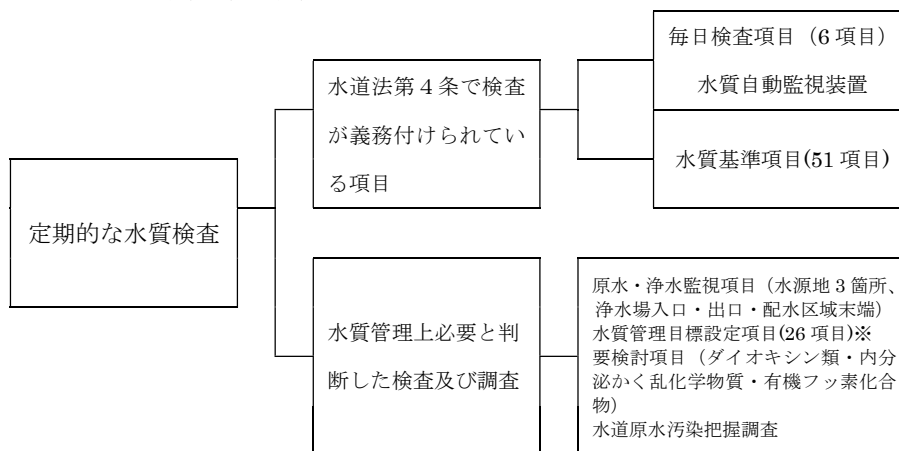 定期的な水質検査
水道法第4条で検査
が義務付けられてい
る項目
毎日検査項目（6 項目）
水質自動監視装置
水質基準項目(51 項目)
水質管理上必要と判
断した検査及び調査
原水・浄水監視項目（水源地 3 箇所、
浄水場入口・出口・配水区域末端）
水質管理目標設定項目(26 項目)※
要検討項目（ダイオキシン類・内分
泌かく乱化学物質・有機フッ素化合
物）
水道原水汚染把握調査